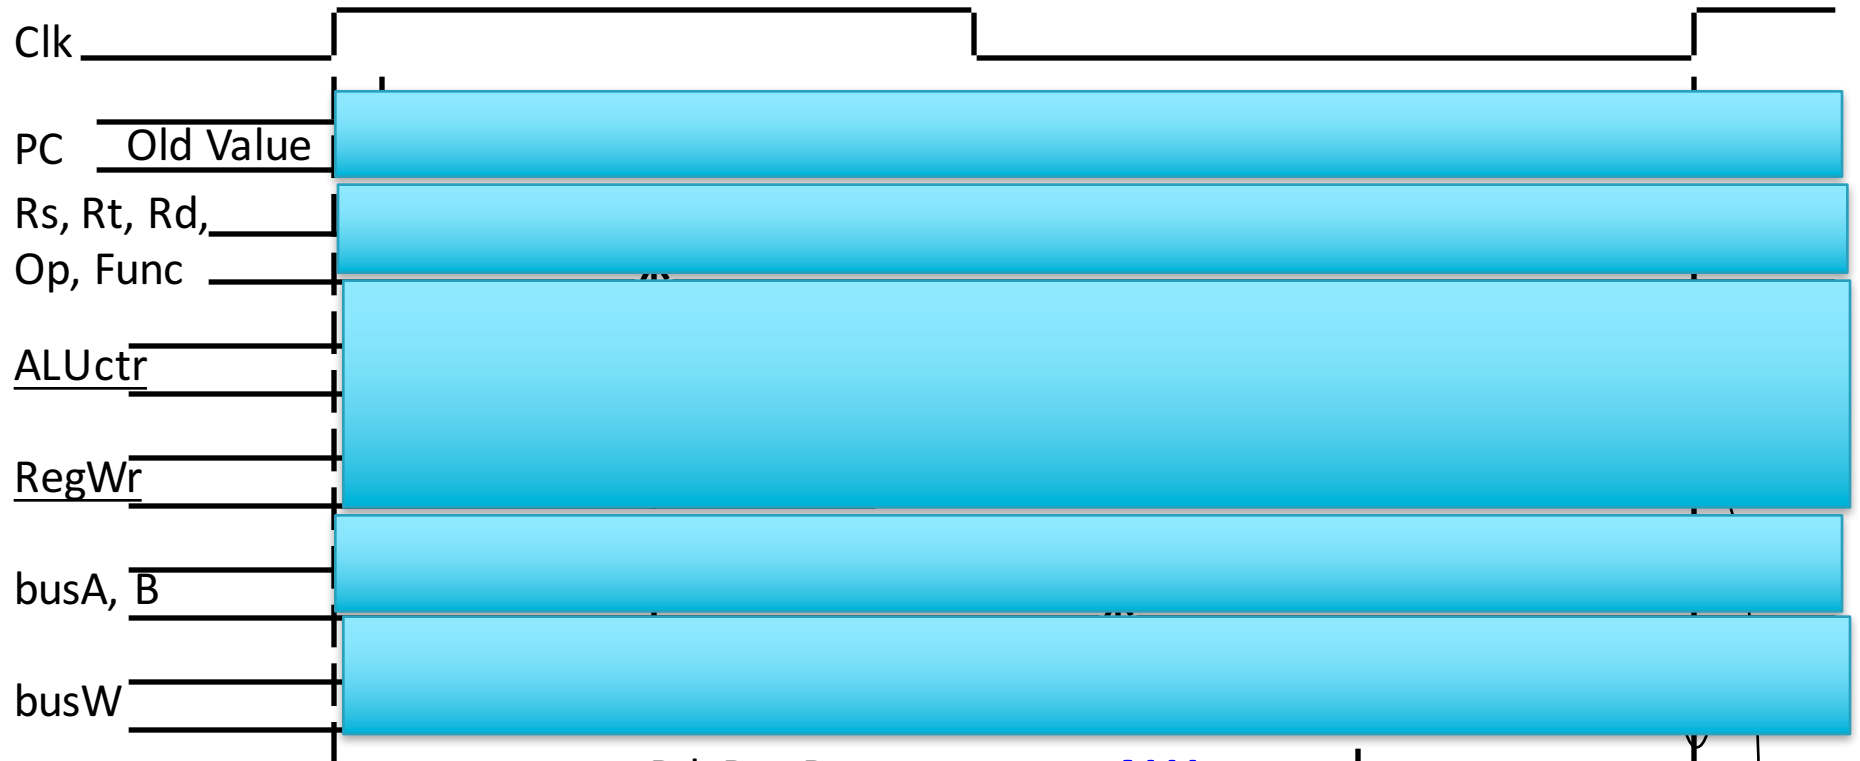 Clk
PC Old Value
Rs, Rt, Rd,
Op, Func
ALUctr
RegWr
busA, B
busW